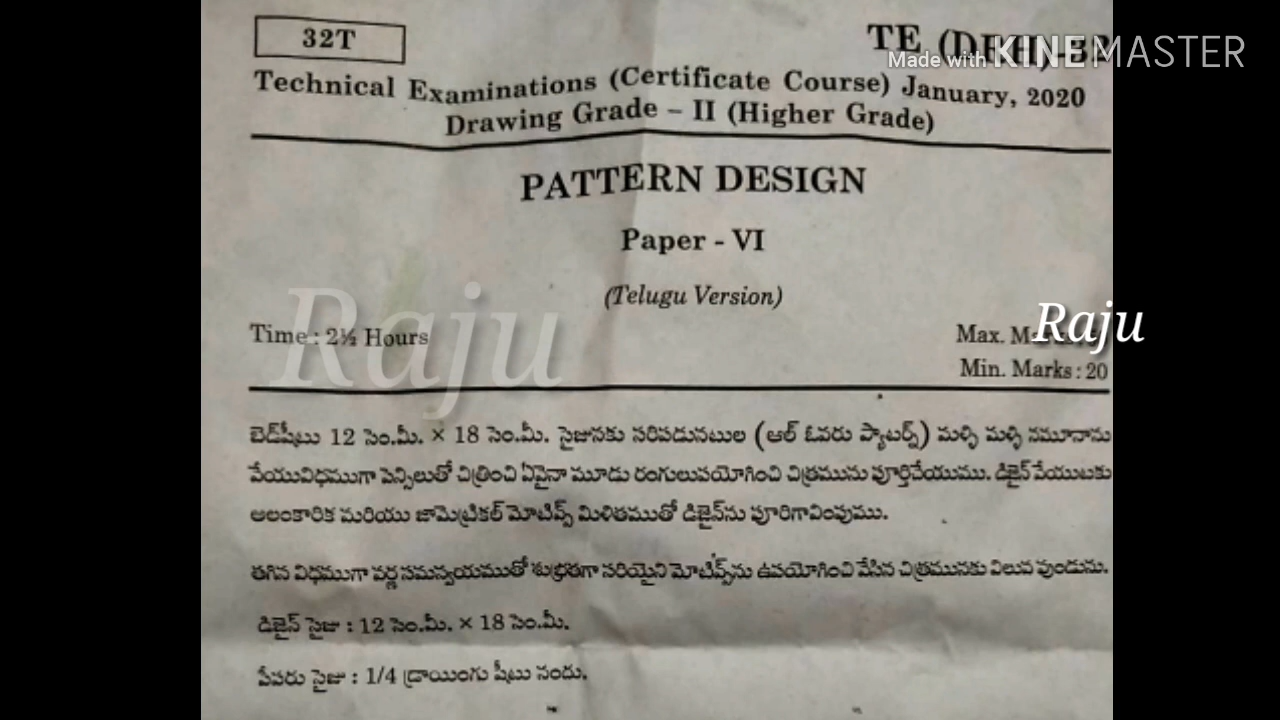 32T
TE (DRH)-32
Made with KINEMASTER
Technical Examinations (Certificate Course) January, 2020
Drawing Grade – II (Higher Grade)
PATTERN DESIGN
Paper - VI
(Telugu Version)
Raju
Time : 2½ Hours
Max.
Raju
Min. Marks : 20
బెడ్‌షీటు 12 సెం.మీ. × 18 సెం.మీ. సైజునకు సరిపడునటుల (ఆల్ ఓవరు ప్యాటర్న్) మళ్ళి మళ్ళి నమూనాను
వేయువిధముగా పెన్సిలుతో చిత్రించి ఏవైనా మూడు రంగులుపయోగించి చిత్రమును పూర్తిచేయుము. డిజైన్ వేయుటకు
అలంకారిక మరియు జామెట్రికల్ మోటివ్స్ మిళితముతో డిజైన్‌ను పూరిగావింపుము.
తగిన విధముగా వర్ణ సమన్వయముతో శుభ్రతగా సరియైని మోటివ్స్‌ను ఉపయోగించి వేసిన చిత్రమునకు విలువ వుండును.
డిజైన్ సైజు : 12 సెం.మీ. × 18 సెం.మీ.
పేపరు సైజు : 1/4 డ్రాయింగు షీటు నందు.